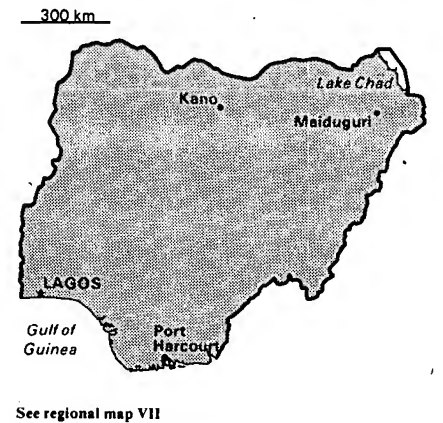 300 km
Lake Chad
Kano
Maiduguri
LAGOS
Gulf of
Guinea
Port
Harcourt
See regional map VII